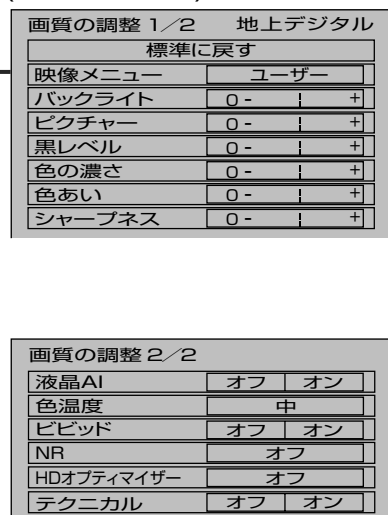 画質の調整 1/2 地上デジタル
標準に戻す
映像メニュー ユーザー
バックライト 0 - +
ピクチャー 0 - +
黒レベル 0 - +
色の濃さ 0 - +
色あい 0 - +
シャープネス 0 - +
画質の調整 2/2
液晶AI オフ オン
色温度 中
ビビッド オフ オン
NR オフ
HDオプティマイザー オフ
テクニカル オフ オン